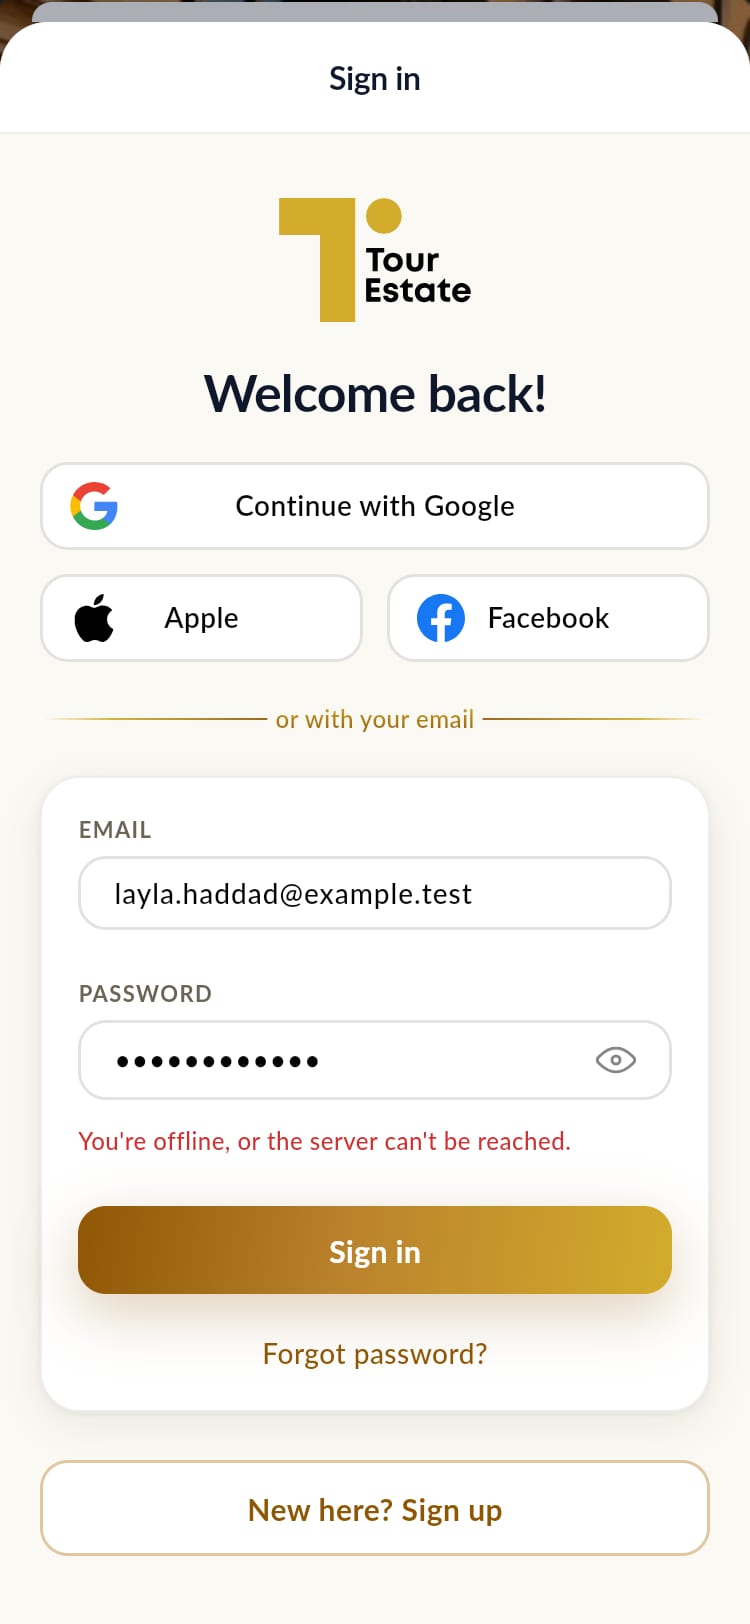 Sign in
Tour
Estate
Welcome back!
Continue with Google
Apple
Facebook
or with your email
EMAIL
layla.haddad@example.test
PASSWORD
••••••••••••
You're offline, or the server can't be reached.
Sign in
Forgot password?
New here? Sign up